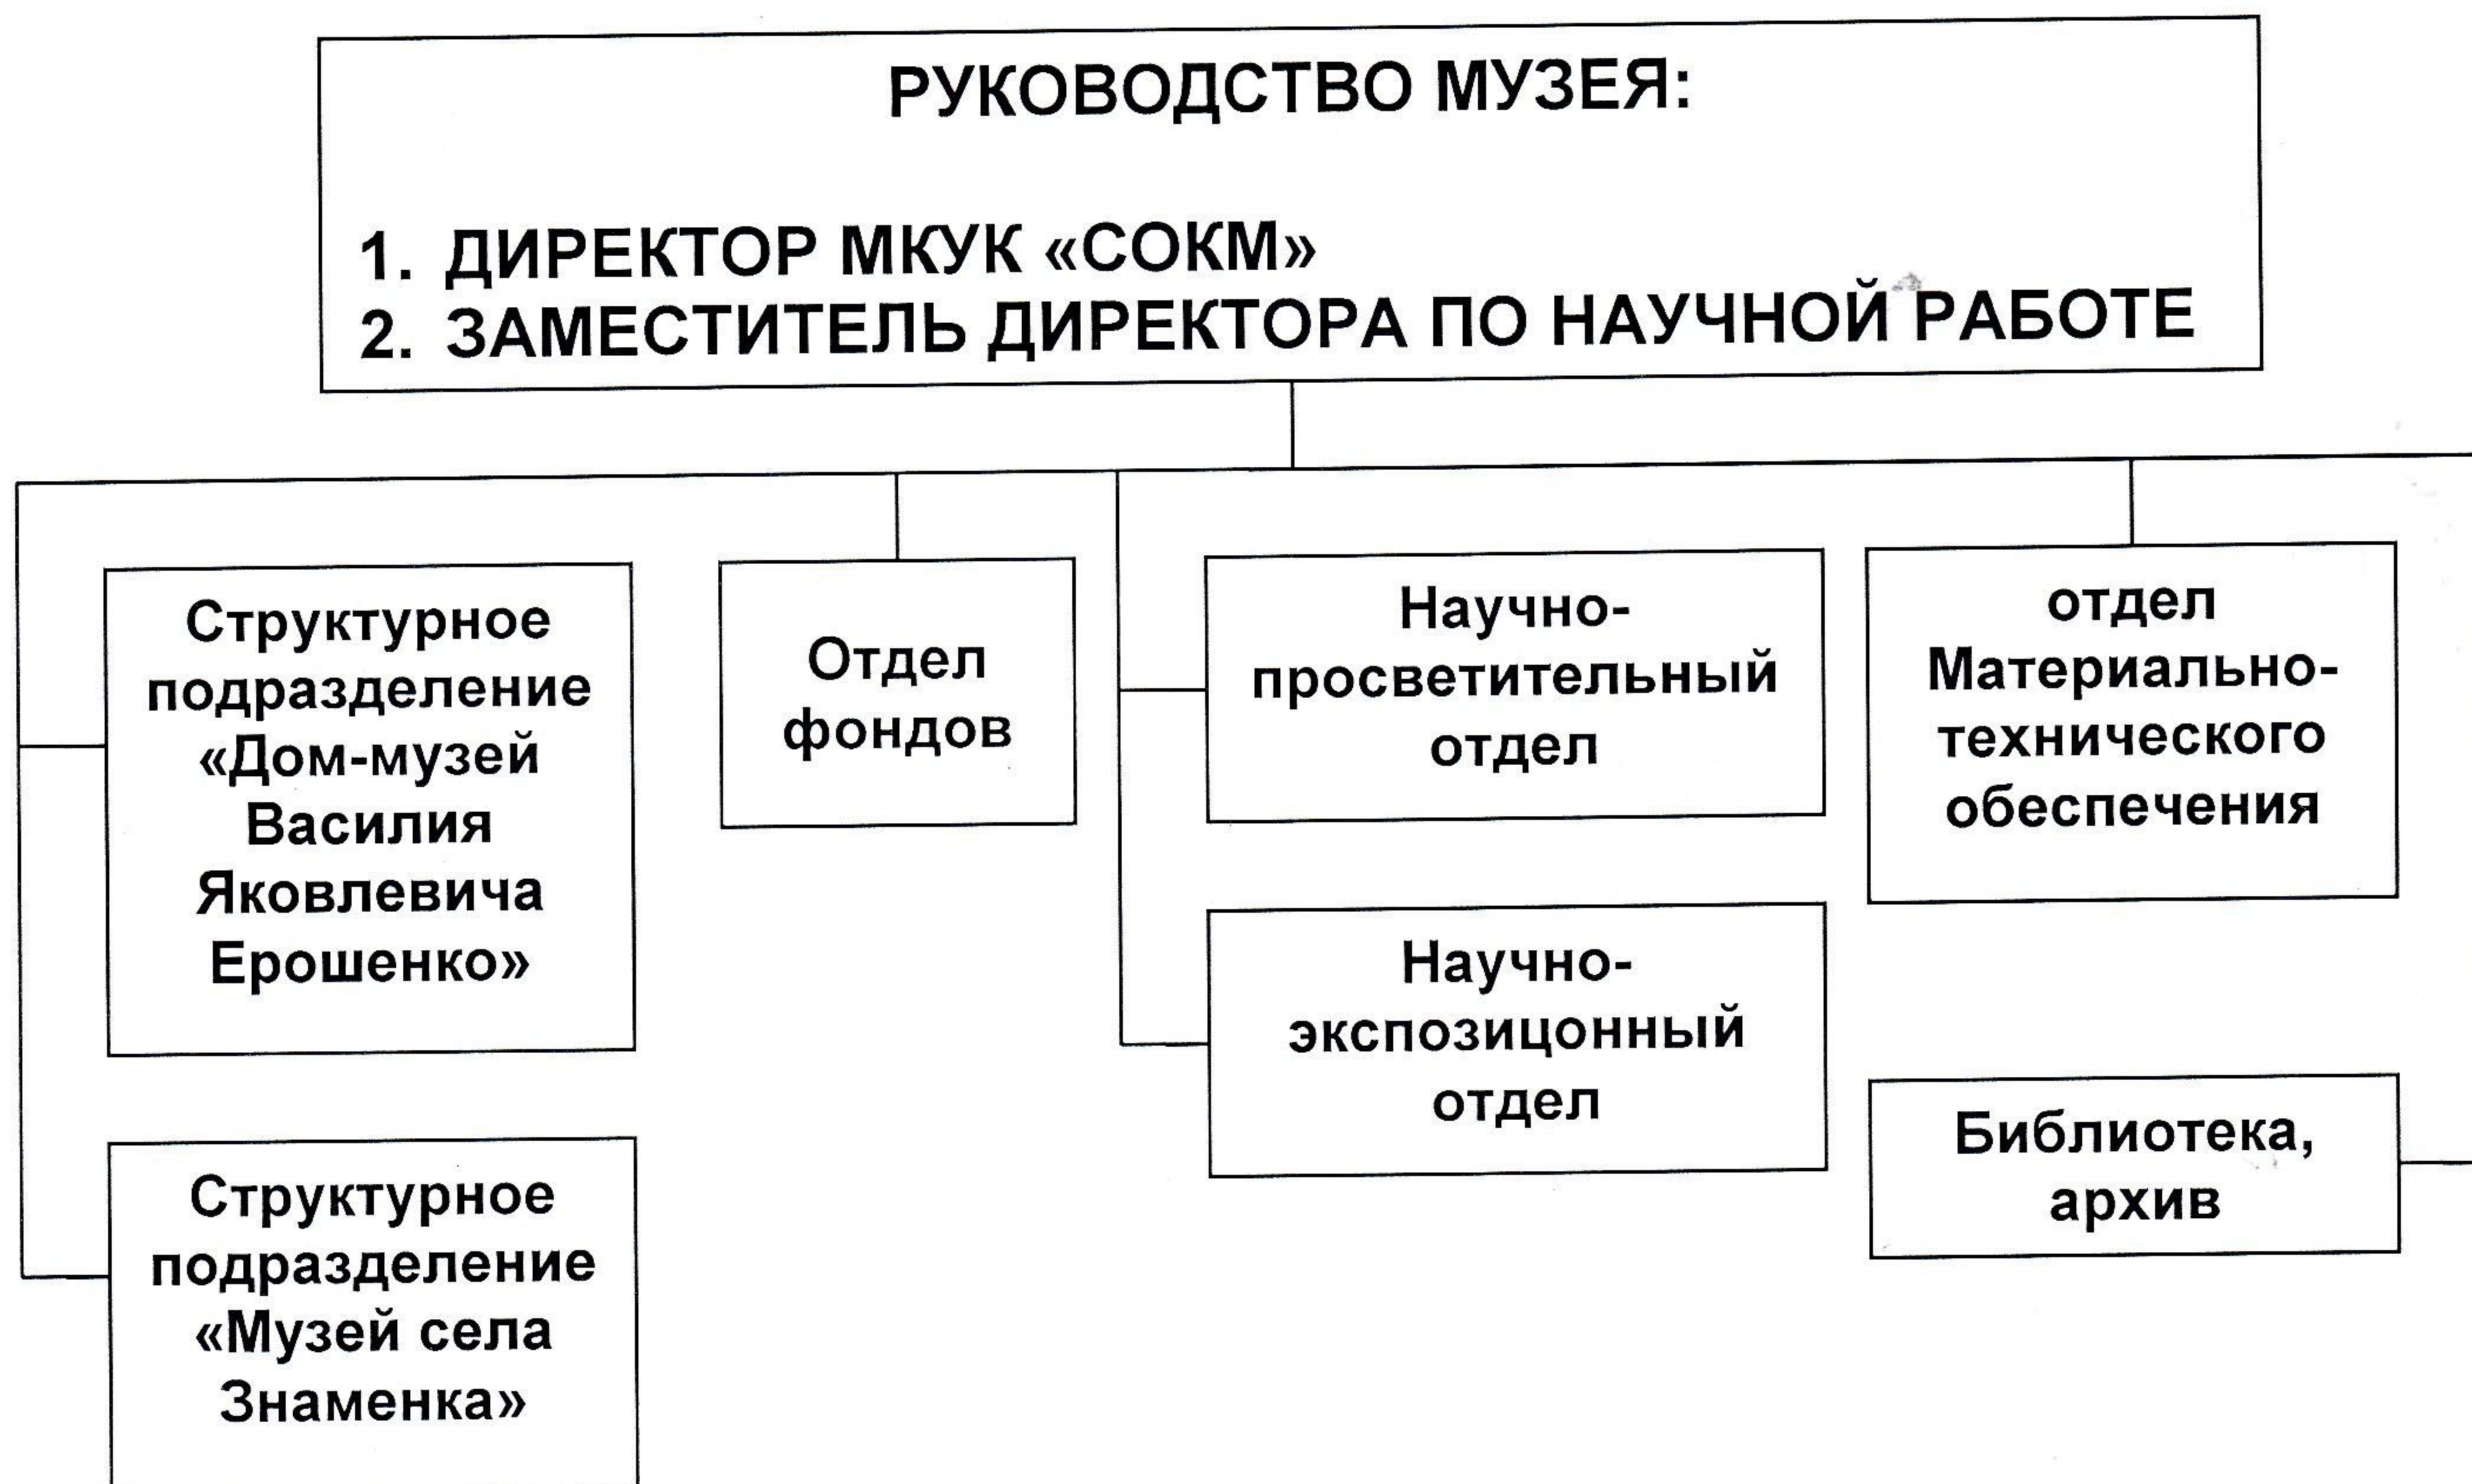 РУКОВОДСТВО МУЗЕЯ:
1. ДИРЕКТОР МКУК «СОКМ»
2. ЗАМЕСТИТЕЛЬ ДИРЕКТОРА ПО НАУЧНОЙ РАБОТЕ
Структурное
подразделение
«Дом-музей
Василия
Яковлевича
Ерошенко»
Структурное
подразделение
«Музей села
Знаменка»
Отдел
фондов
Научно-
просветительный
отдел
Научно-
экспозицонный
отдел
отдел
Материально-
технического
обеспечения
Библиотека,
архив